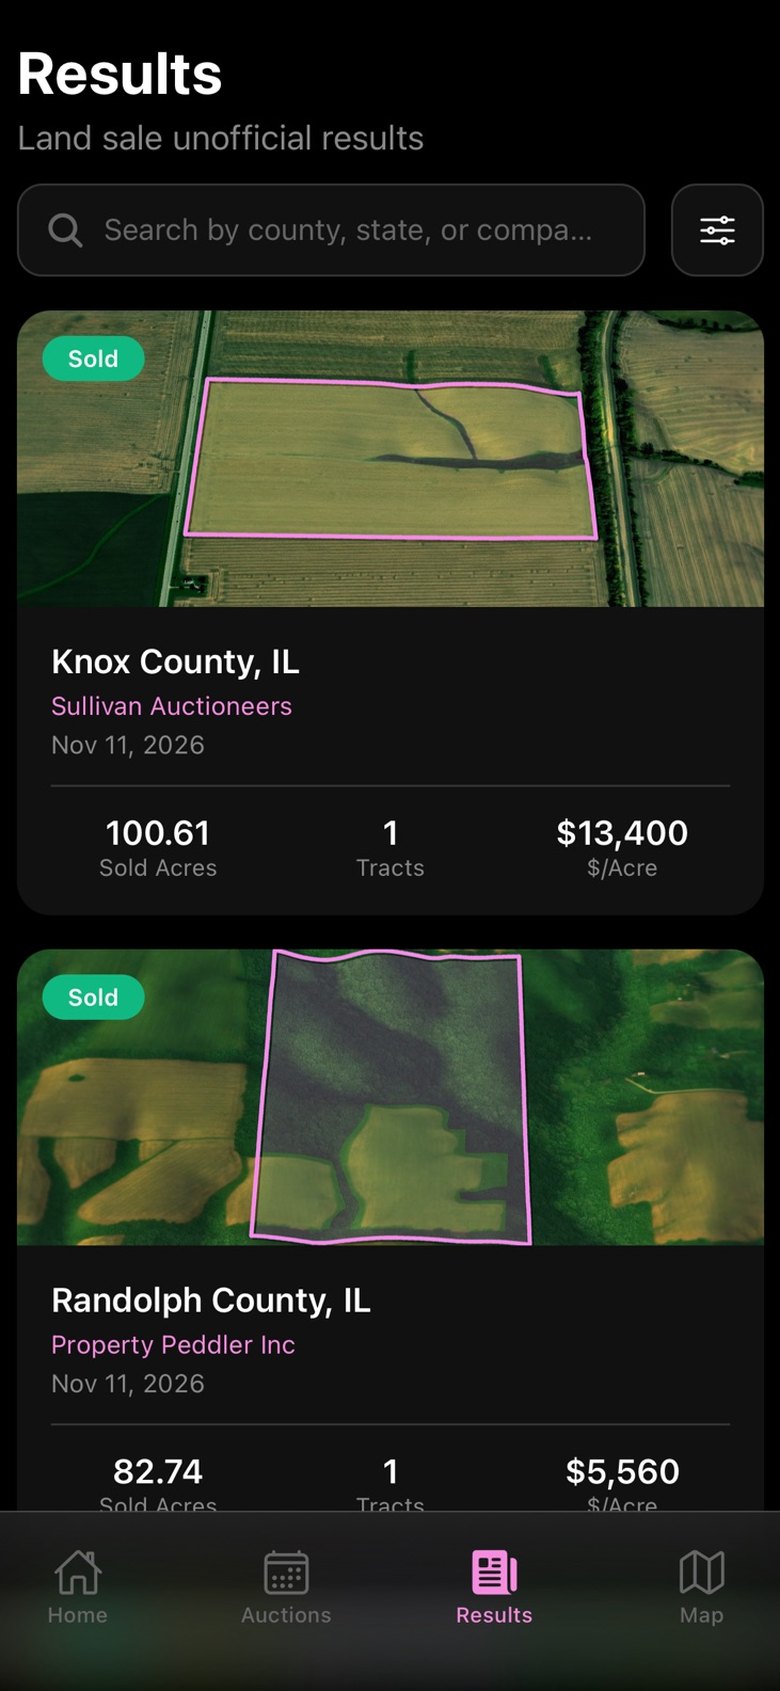 Results
Land sale unofficial results
Search by county, state, or compa...
Sold
Knox County, IL
Sullivan Auctioneers
Nov 11, 2026
100.61 1 $13,400
Sold Acres Tracts $/Acre
Sold
Randolph County, IL
Property Peddler Inc
Nov 11, 2026
82.74 1 $5,560
Sold Acres Tracts $/Acre
Home Auctions Results Map